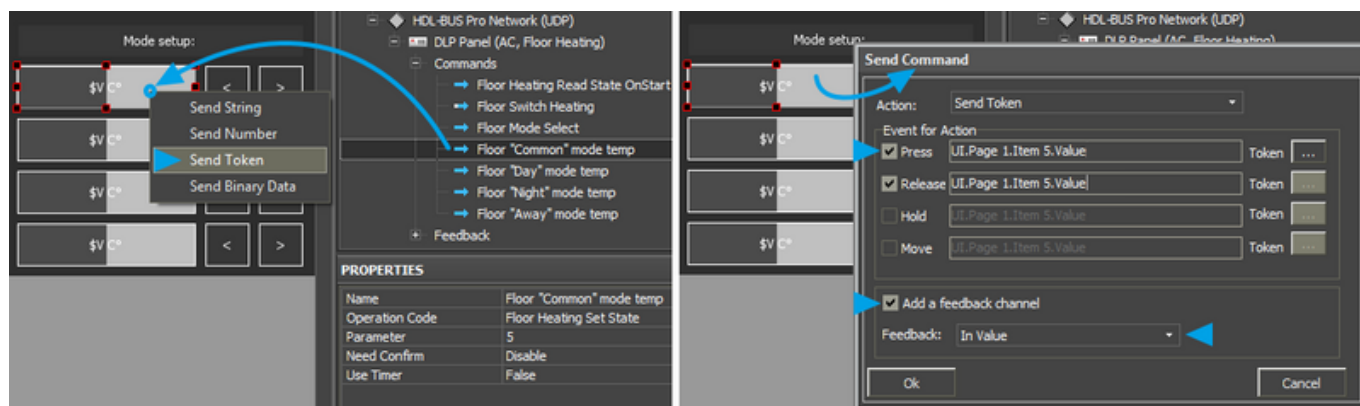 Mode setup:
$V C°
< >
Send String
Send Number
Send Token
Send Binary Data
$V
$V
$V C°
< >
HDL-BUS Pro Network (UDP)
DLP Panel (AC, Floor Heating)
Commands
Floor Heating Read State OnStart
Floor Switch Heating
Floor Mode Select
Floor "Common" mode temp
Floor "Day" mode temp
Floor "Night" mode temp
Floor "Away" mode temp
Feedback
PROPERTIES
Name Floor "Common" mode temp
Operation Code Floor Heating Set State
Parameter 5
Need Confirm Disable
Use Timer False
Mode setup:
$V C°
$V C°
$V C°
$V C°
HDL-BUS Pro Network (UDP)
DLP Panel (AC, Floor Heating)
Send Command
Action: Send Token
Event for Action
Press UI.Page 1.Item 5.Value Token ...
Release UI.Page 1.Item 5.Value Token ...
Hold UI.Page 1.Item 5.Value Token ...
Move UI.Page 1.Item 5.Value Token ...
Add a feedback channel
Feedback: In Value
Ok Cancel